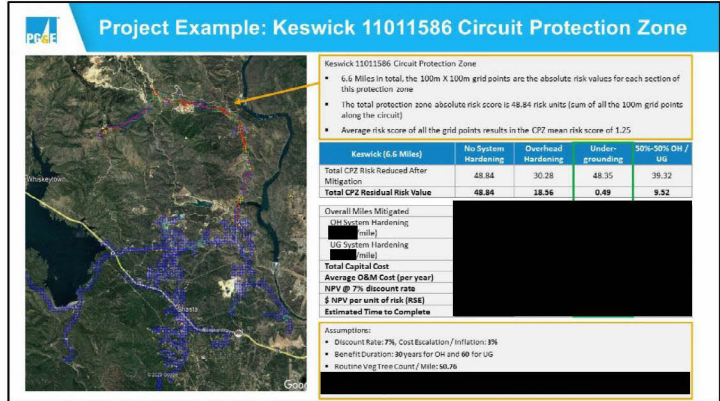 PG&E
Project Example: Keswick 11011586 Circuit Protection Zone
Keswick 11011586 Circuit Protection Zone
▪ 6.6 Miles in total, the 100m X 100m grid points are the absolute risk values for each section of
this protection zone
▪ The total protection zone absolute risk score is 48.84 risk units (sum of all the 100m grid points
along the circuit)
▪ Average risk score of all the grid points results in the CPZ mean risk score of 1.25
Keswick (6.6 Miles) No System Hardening Overhead Hardening Under-grounding 50%-50% OH / UG
Total CPZ Risk Reduced After Mitigation 48.84 30.28 48.35 39.32
Total CPZ Residual Risk Value 48.84 18.56 0.49 9.52
Overall Miles Mitigated
OH System Hardening
/mile)
UG System Hardening
/mile)
Total Capital Cost
Average O&M Cost (per year)
NPV @ 7% discount rate
$ NPV per unit of risk (RSE)
Estimated Time to Complete
Assumptions:
▪ Discount Rate: 7%, Cost Escalation / Inflation: 3%
▪ Benefit Duration: 30 years for OH and 60 for UG
▪ Routine Veg Tree Count / Mile: 50.76
Whiskeytown
Shasta
Goo